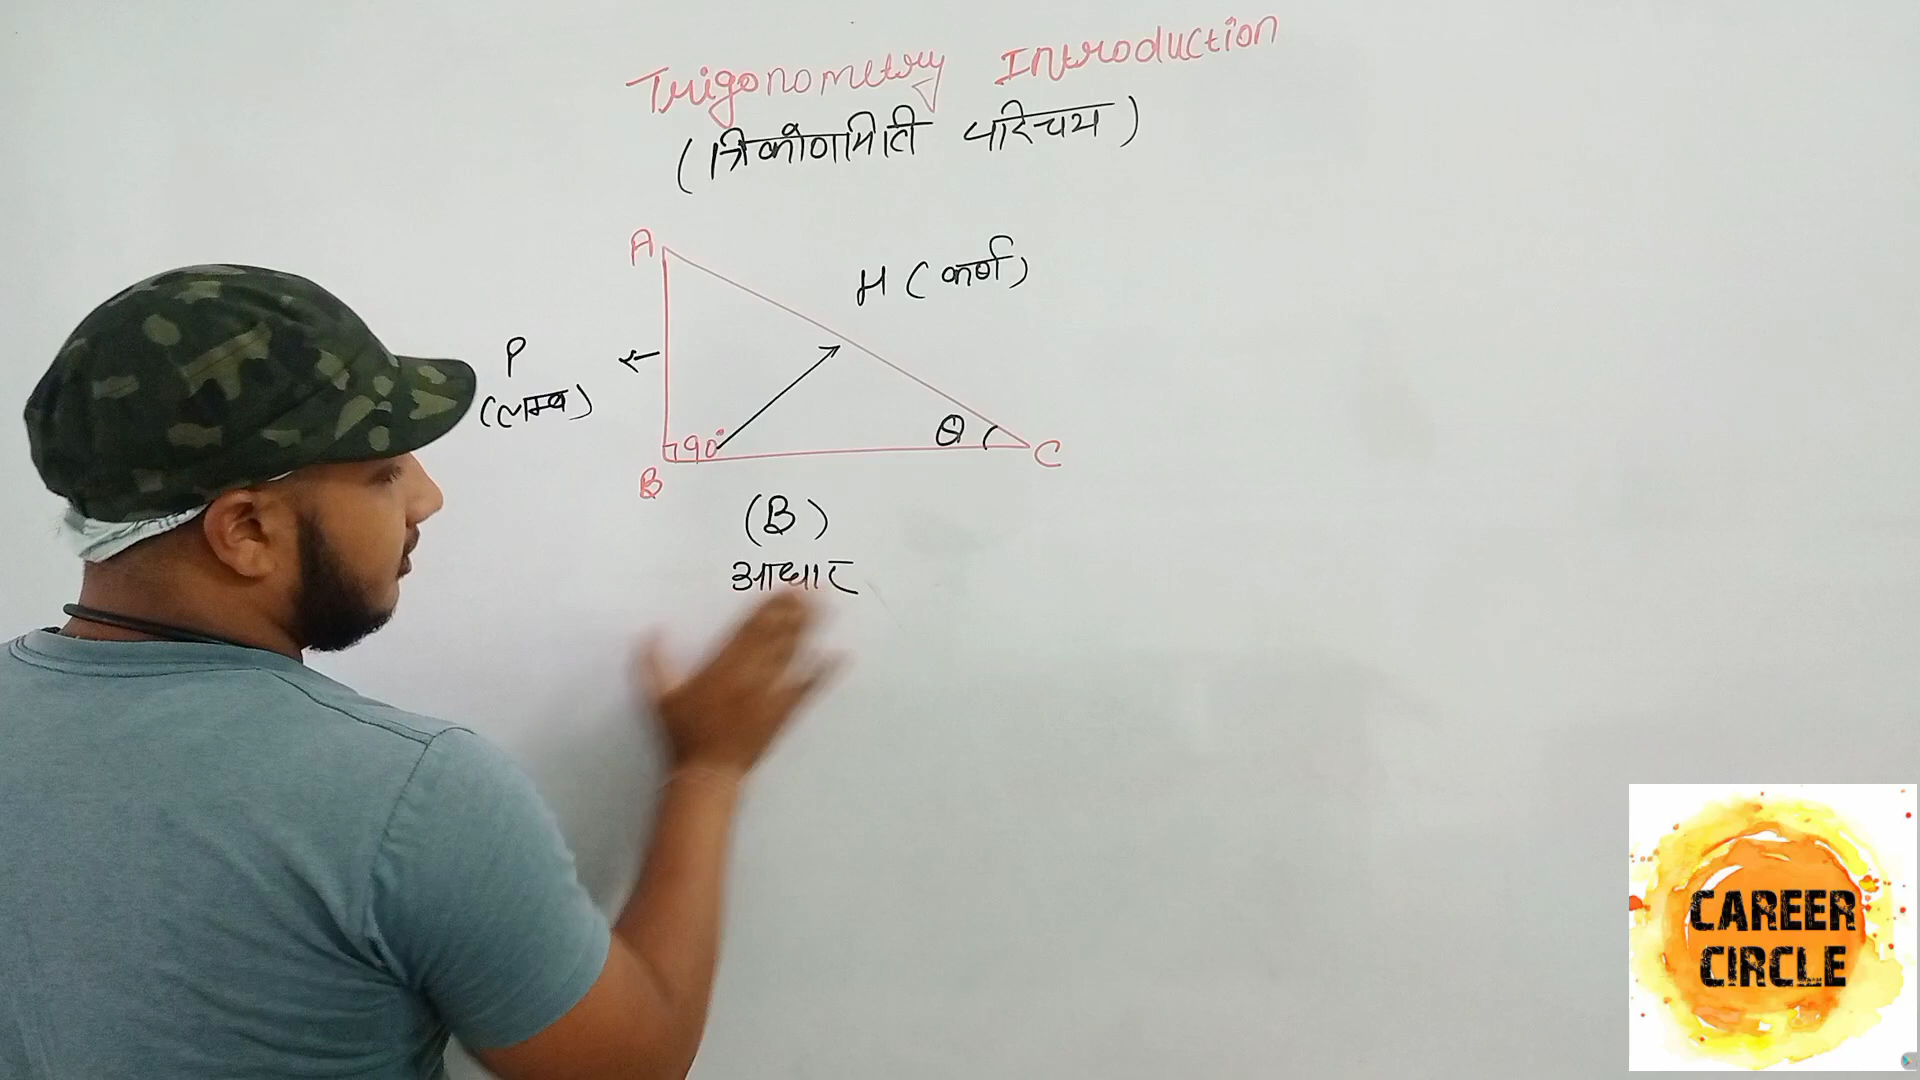 Trigonometry Introduction
(त्रिकोणमिती परिचय)
A
H (कर्ण)
P
(लम्ब)
90°
θ
C
B
(B)
आधार
CAREER
CIRCLE